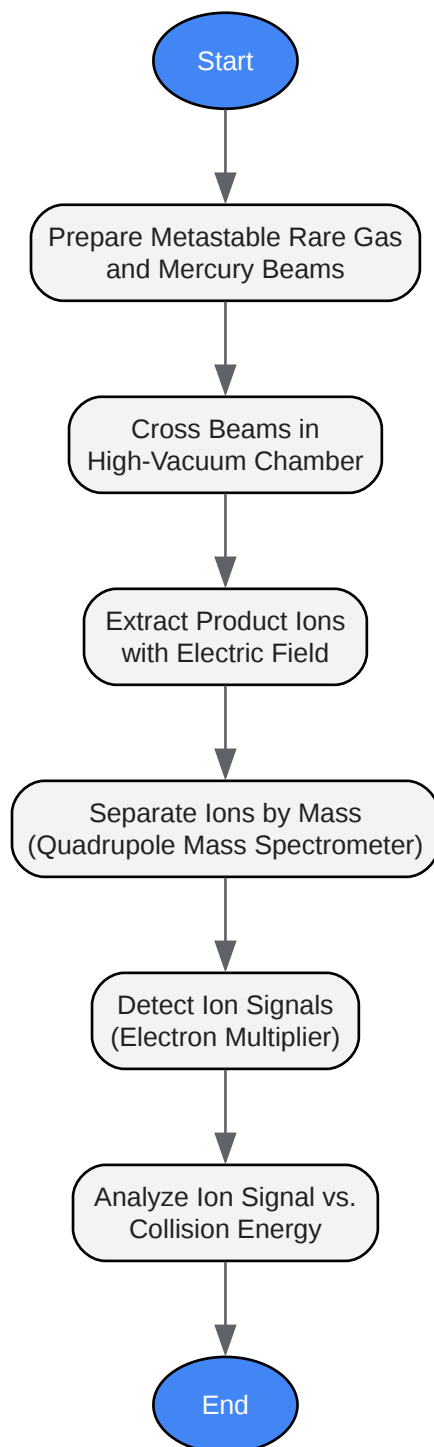 Start
Prepare Metastable Rare Gas
and Mercury Beams
Cross Beams in
High-Vacuum Chamber
Extract Product Ions
with Electric Field
Separate Ions by Mass
(Quadrupole Mass Spectrometer)
Detect Ion Signals
(Electron Multiplier)
Analyze Ion Signal vs.
Collision Energy
End